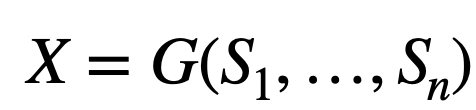 X = G(S₁, …, Sₙ)